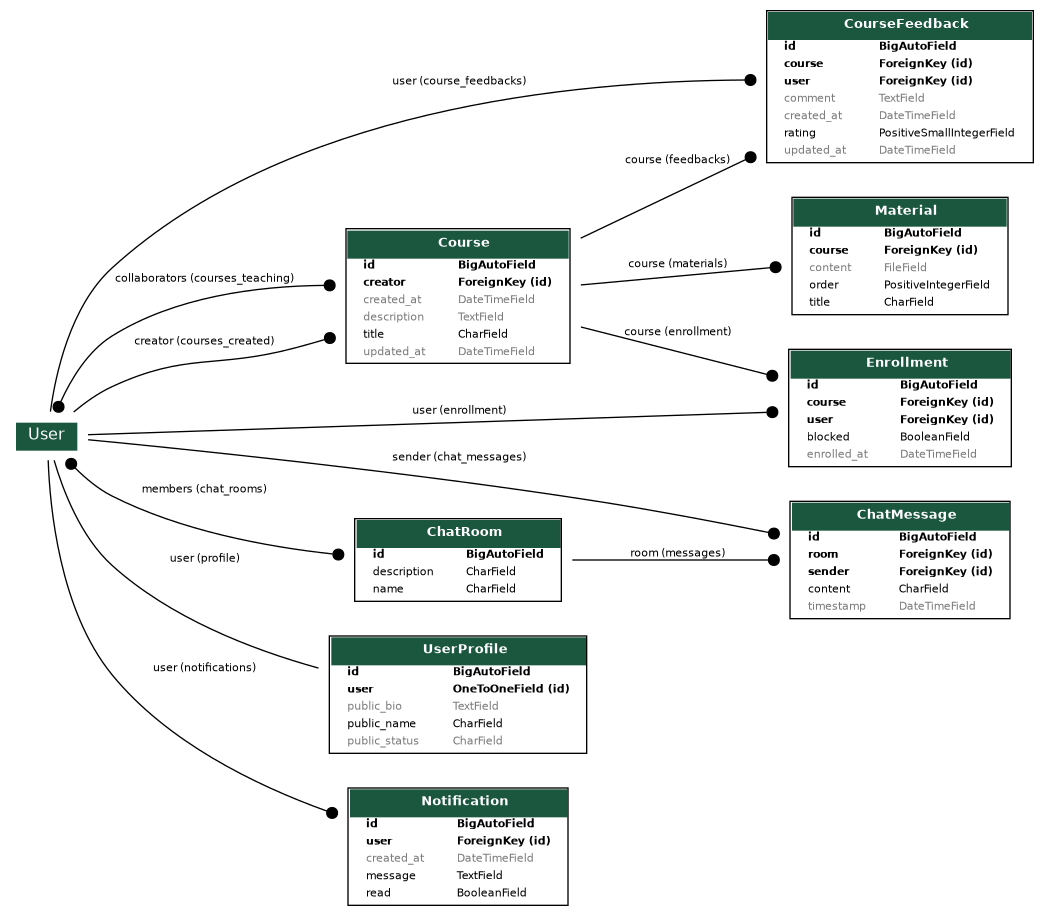 CourseFeedback
id BigAutoField
course ForeignKey (id)
user ForeignKey (id)
comment TextField
created_at DateTimeField
rating PositiveSmallIntegerField
updated_at DateTimeField
user (course_feedbacks)
course (feedbacks)
Material
id BigAutoField
course ForeignKey (id)
content FileField
order PositiveIntegerField
title CharField
Course
id BigAutoField
creator ForeignKey (id)
created_at DateTimeField
description TextField
title CharField
updated_at DateTimeField
collaborators (courses_teaching)
creator (courses_created)
course (materials)
course (enrollment)
Enrollment
id BigAutoField
course ForeignKey (id)
user ForeignKey (id)
blocked BooleanField
enrolled_at DateTimeField
user (enrollment)
User
sender (chat_messages)
members (chat_rooms)
ChatMessage
id BigAutoField
room ForeignKey (id)
sender ForeignKey (id)
content CharField
timestamp DateTimeField
ChatRoom
id BigAutoField
description CharField
name CharField
room (messages)
user (profile)
UserProfile
id BigAutoField
user OneToOneField (id)
public_bio TextField
public_name CharField
public_status CharField
user (notifications)
Notification
id BigAutoField
user ForeignKey (id)
created_at DateTimeField
message TextField
read BooleanField